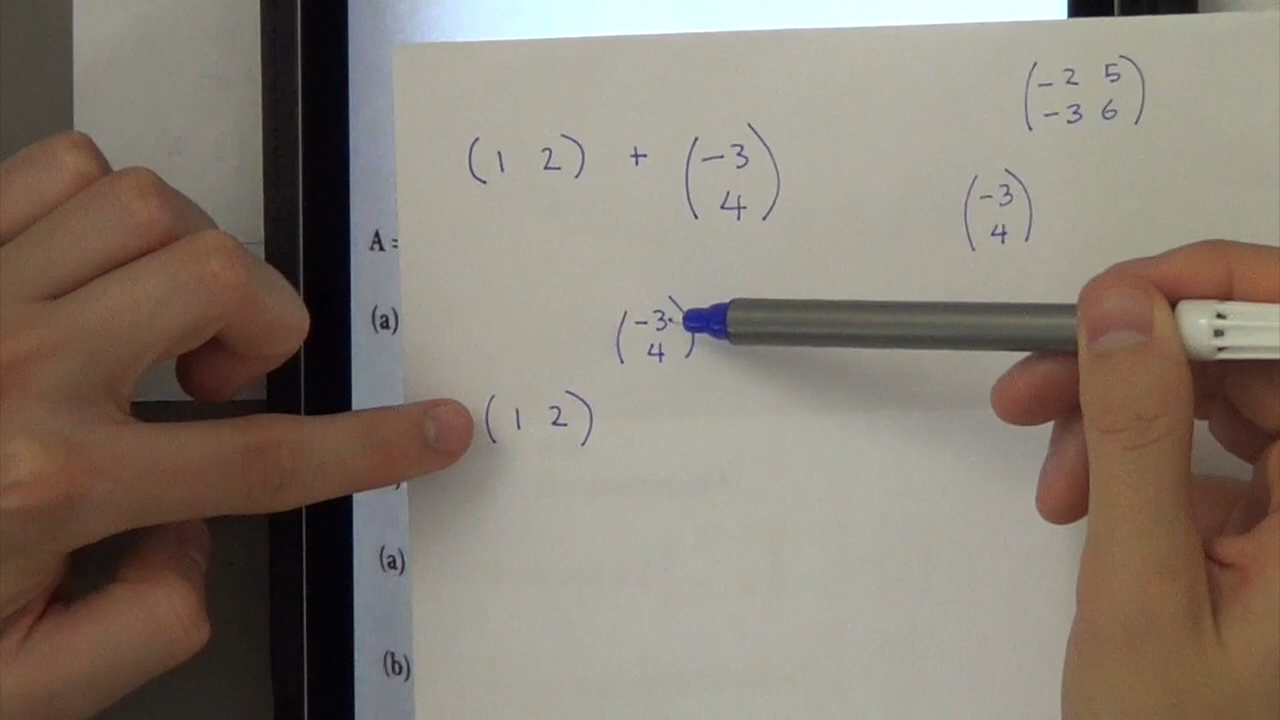 (-2 5
-3 6)
(1 2) + (-3
4)
(-3
4)
A =
(a)
(-3
4)
(1 2)
(a)
(b)